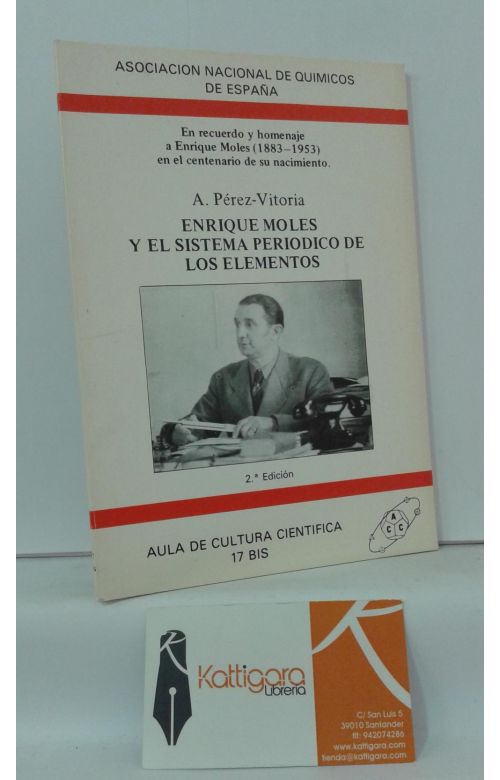 ASOCIACION NACIONAL DE QUIMICOS
DE ESPAÑA
En recuerdo y homenaje
a Enrique Moles (1883-1953)
en el centenario de su nacimiento.
A. Pérez-Vitoria
ENRIQUE MOLES
Y EL SISTEMA PERIODICO DE
LOS ELEMENTOS
2.ª Edición
AULA DE CULTURA CIENTIFICA
17 BIS
A
C C
Kattigara
Librería
C/ San Luis 5
39010 Santander
tlf: 942074286
www.kattigara.com
tienda@kattigara.com